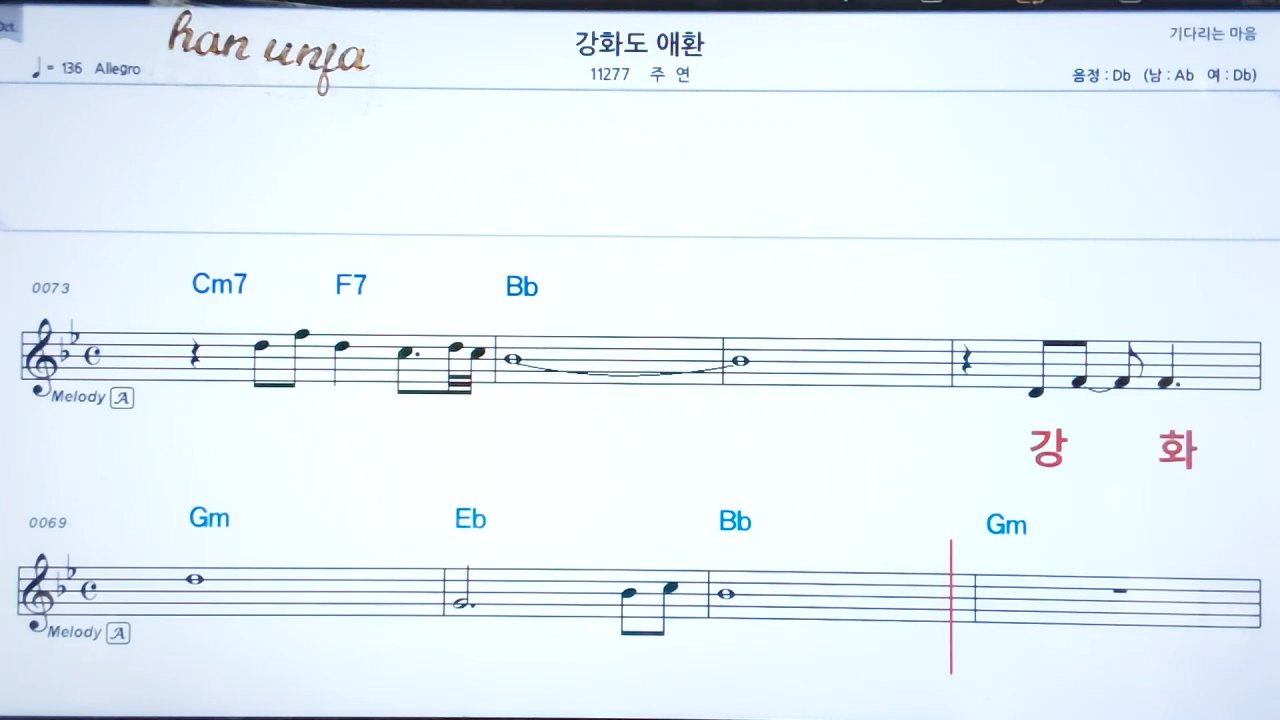 Oct.
han unja
♩= 136 Allegro
강화도 애환
11277 주 연
기다리는 마음
음정 : Db (남 : Ab 여 : Db)
0073
Cm7 F7 Bb
Melody A
강 화
0069
Gm Eb Bb Gm
Melody A